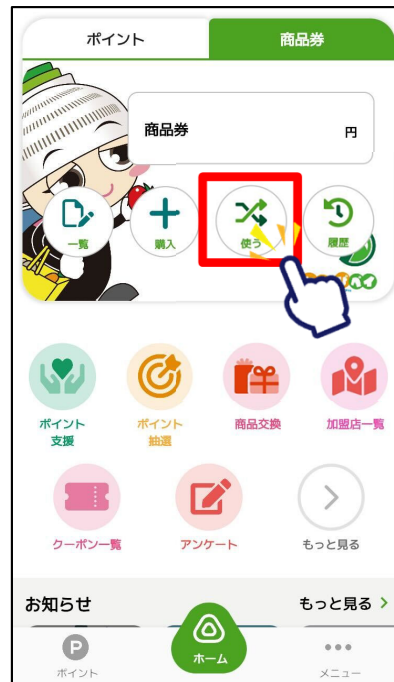 ポイント
商品券
商品券 円
一覧
購入
使う
履歴
ポイント
支援
ポイント
抽選
商品交換
加盟店一覧
クーポン一覧
アンケート
もっと見る
お知らせ
もっと見る
P
ポイント
ホーム
メニュー